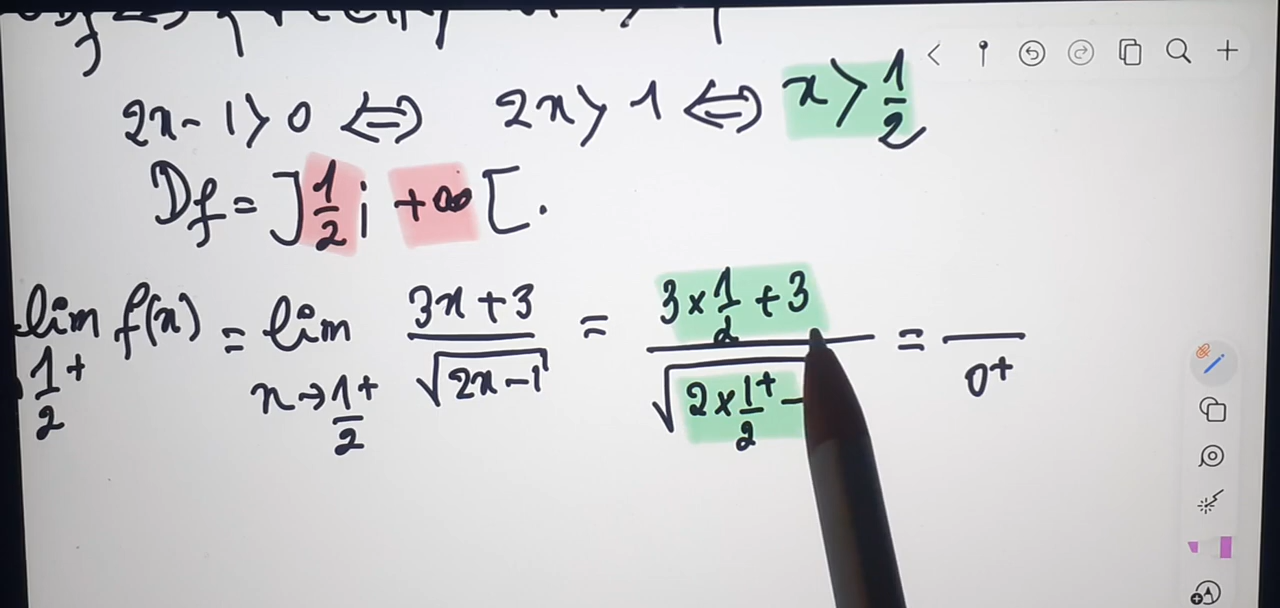 2x-1>0 ⇔ 2x>1 ⇔ x>1/2
Df = ]1/2; +∞[.
lim 1/2+ f(x) = lim x→1/2+ (3x+3)/√(2x-1) = (3×1/2+3)/√(2×1/2+ - = /0+